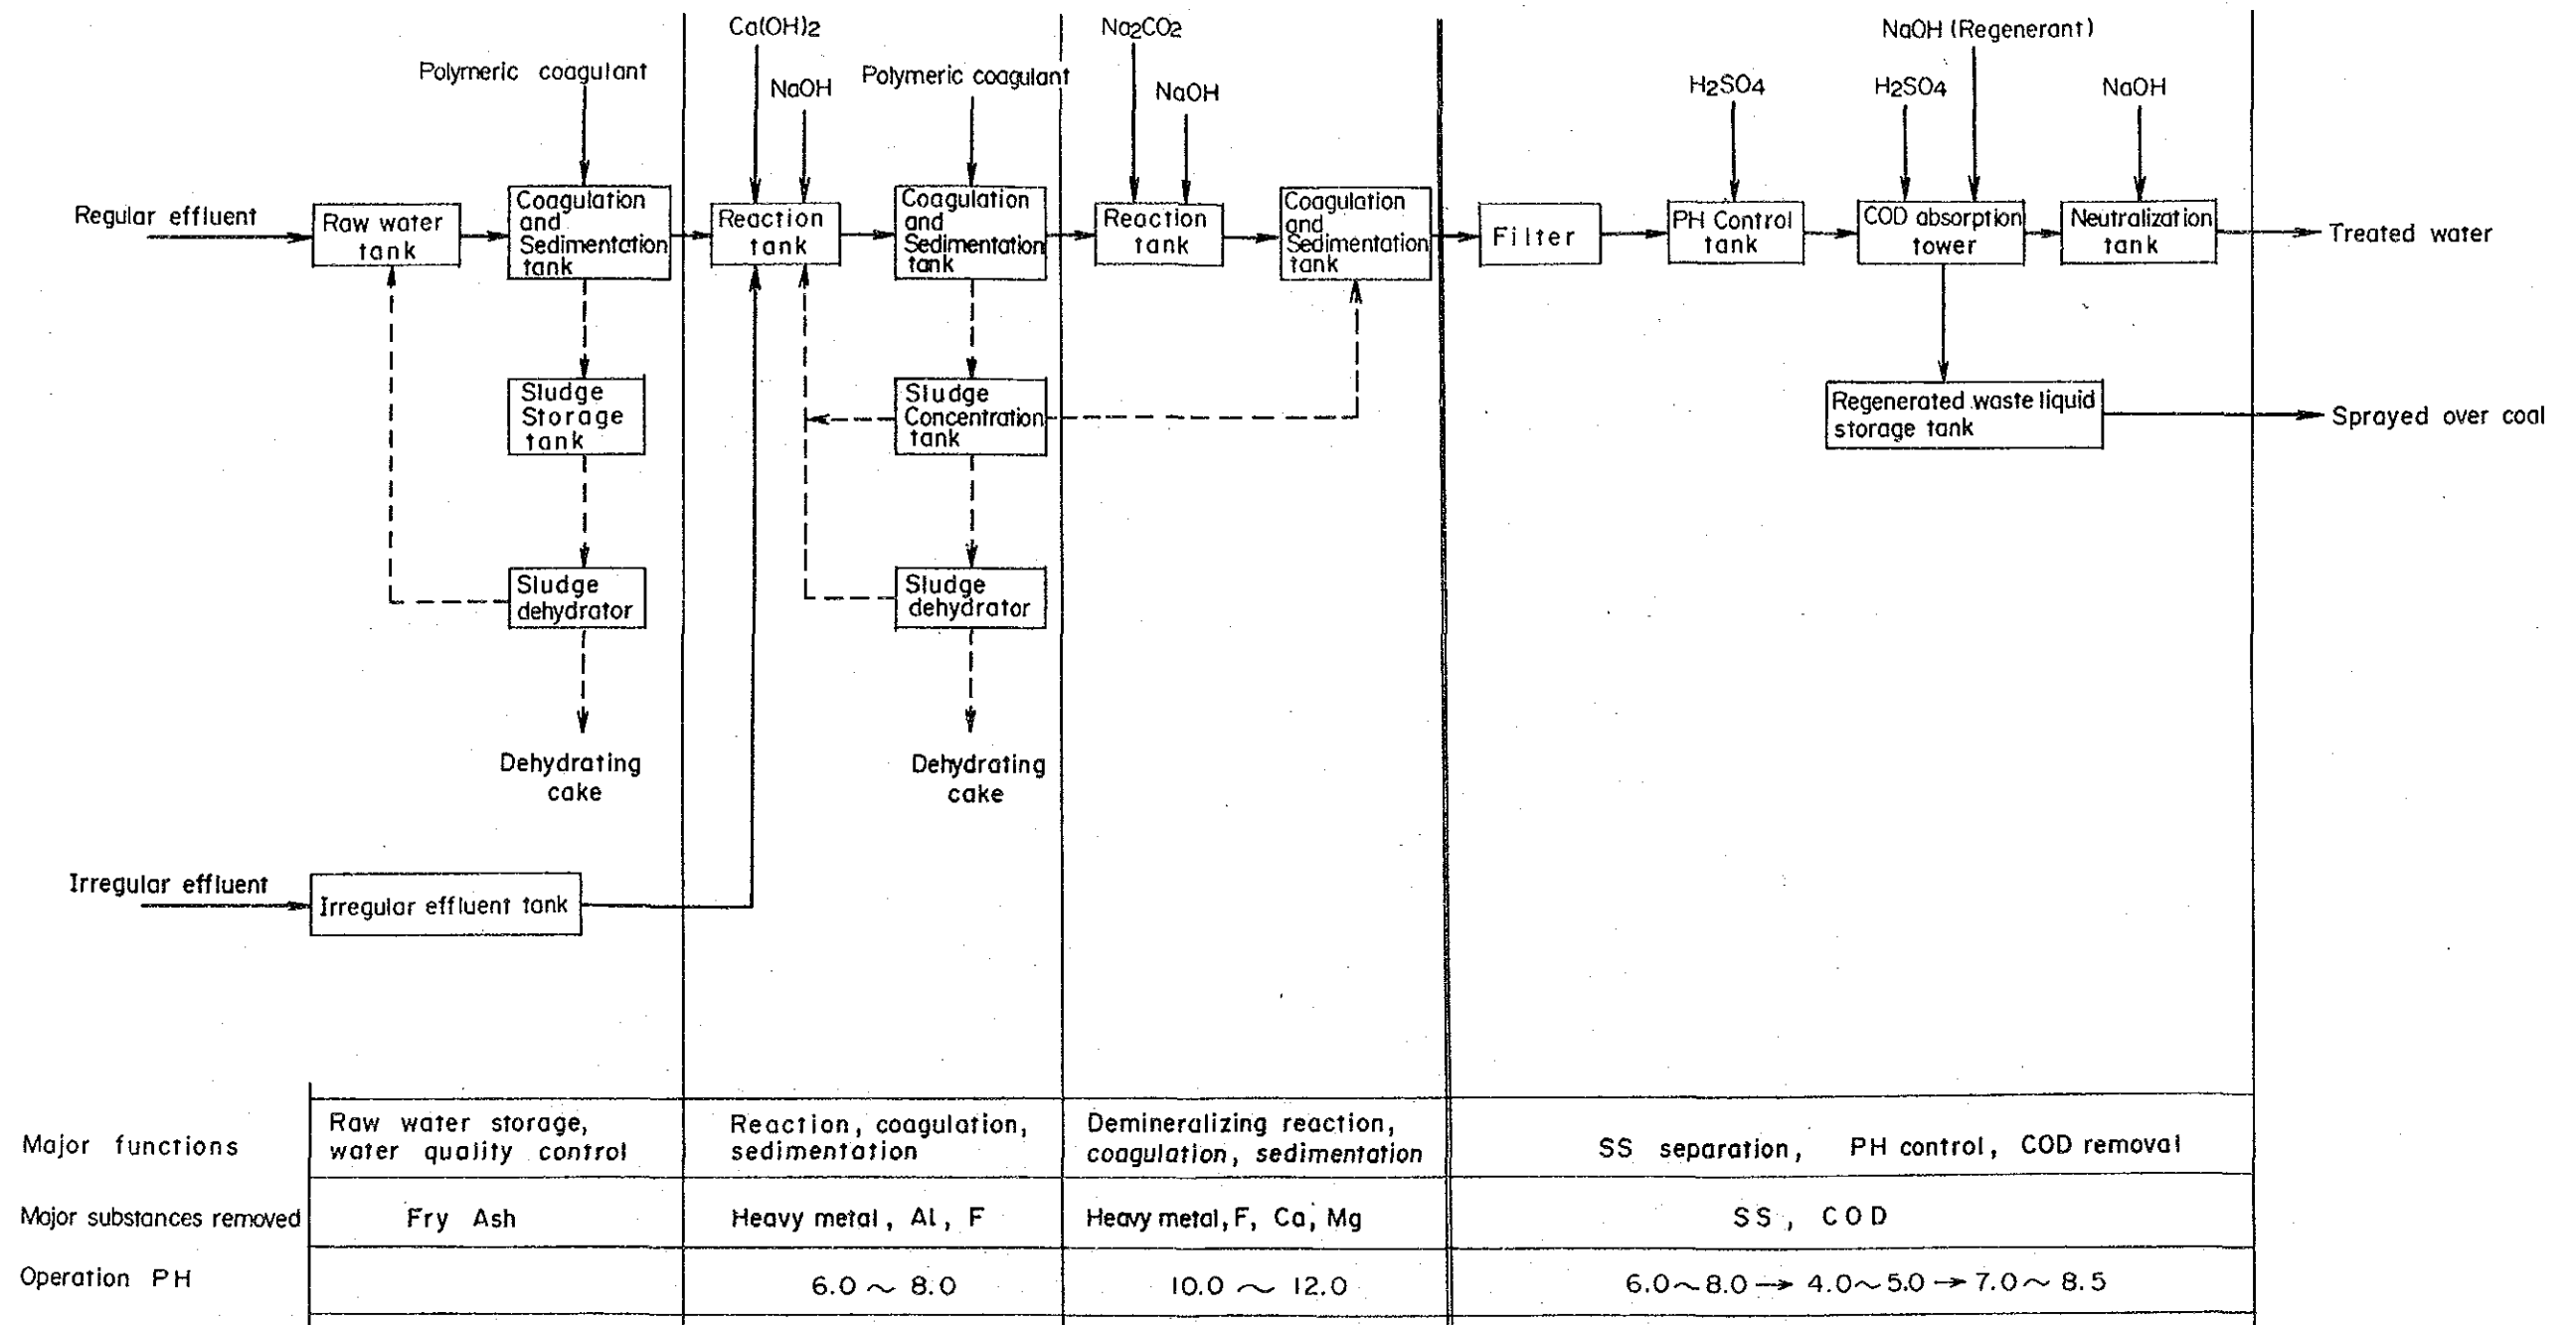 Ca(OH)2
Na2CO2
NaOH (Regenerant)
Polymeric coagulant
NaOH
Polymeric coagulant
NaOH
H2SO4
H2SO4
NaOH
Regular effluent
Raw water
tank
Coagulation
and
Sedimentation
tank
Reaction
tank
Coagulation
and
Sedimentation
tank
Reaction
tank
Coagulation
and
Sedimentation
tank
Filter
PH Control
tank
COD absorption
tower
Neutralization
tank
Treated water
Sludge
Storage
tank
Sludge
Concentration
tank
Regenerated waste liquid
storage tank
Sprayed over coal
Sludge
dehydrator
Sludge
dehydrator
Dehydrating
cake
Dehydrating
cake
Irregular effluent
Irregular effluent tank
Major functions
Raw water storage,
water quality control
Reaction, coagulation,
sedimentation
Demineralizing reaction,
coagulation, sedimentation
SS separation, PH control, COD removal
Major substances removed
Fry Ash
Heavy metal, Al, F
Heavy metal, F, Ca, Mg
SS, COD
Operation PH
6.0 ~ 8.0
10.0 ~ 12.0
6.0~8.0 → 4.0~5.0 → 7.0~8.5